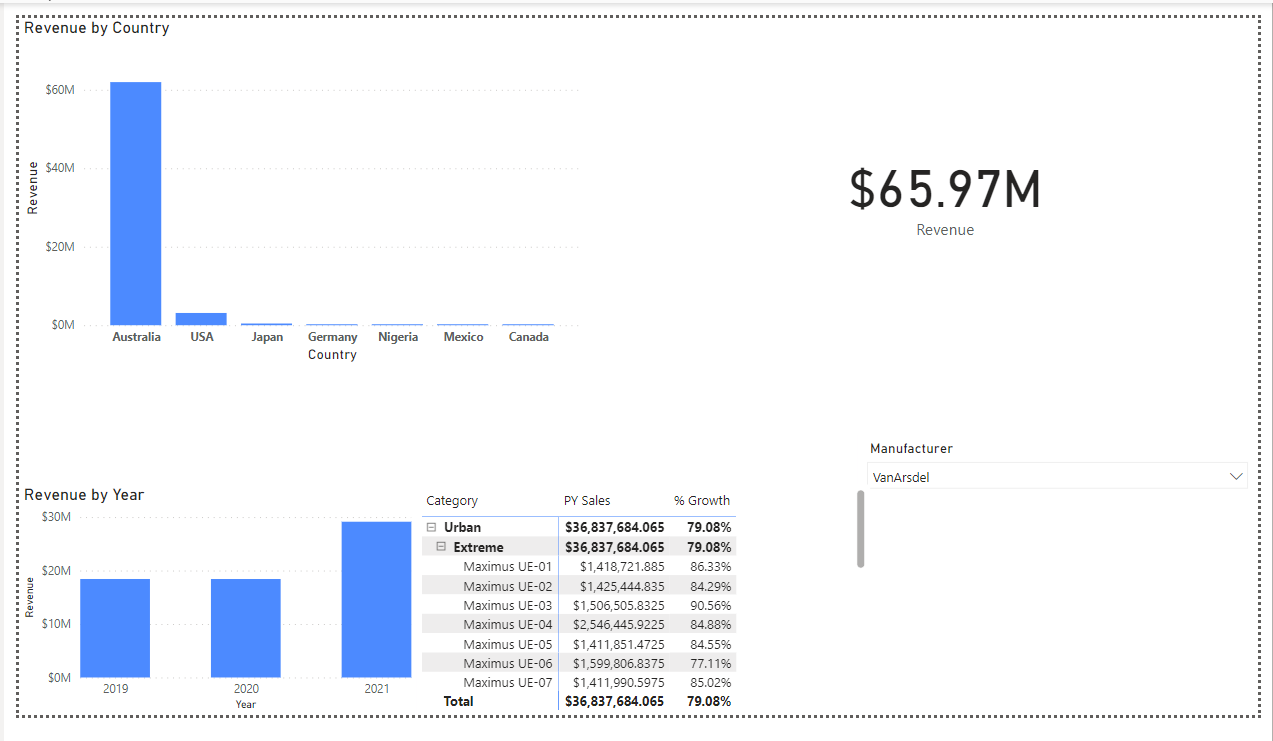 Revenue by Country
$60M
$40M
$20M
$0M
Revenue
Australia USA Japan Germany Nigeria Mexico Canada
Country
$65.97M
Revenue
Manufacturer
VanArsdel
Revenue by Year
$30M
$20M
$10M
$0M
Revenue
2019 2020 2021
Year
Category PY Sales % Growth
Urban $36,837,684.065 79.08%
Extreme $36,837,684.065 79.08%
Maximus UE-01 $1,418,721.885 86.33%
Maximus UE-02 $1,425,444.835 84.29%
Maximus UE-03 $1,506,505.8325 90.56%
Maximus UE-04 $2,546,445.9225 84.88%
Maximus UE-05 $1,411,851.4725 84.55%
Maximus UE-06 $1,599,806.8375 77.11%
Maximus UE-07 $1,411,990.5975 85.02%
Total $36,837,684.065 79.08%